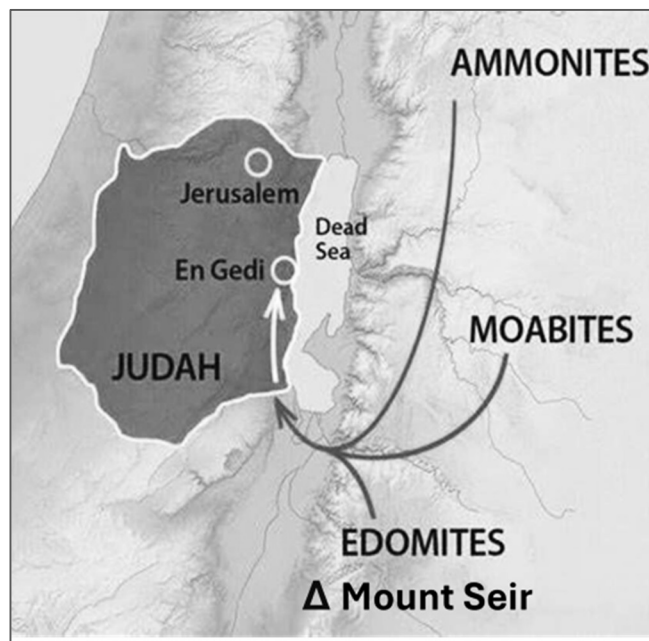 AMMONITES
Jerusalem
Dead
Sea
En Gedi
MOABITES
JUDAH
EDOMITES
Δ Mount Seir